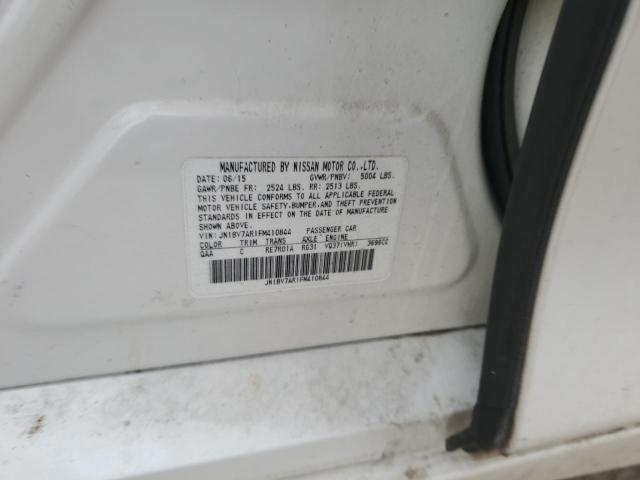 MANUFACTURED BY NISSAN MOTOR CO.,LTD.
DATE: 06/15 GVWR/PNBV: 5004 LBS.
GAWR/PNBE FR: 2524 LBS. RR: 2513 LBS.
THIS VEHICLE CONFORMS TO ALL APPLICABLE FEDERAL
MOTOR VEHICLE SAFETY,BUMPER,AND THEFT PREVENTION
STANDARDS IN EFFECT ON THE DATE OF MANUFACTURE
SHOWN ABOVE.
VIN: JN1BV7AR1FM410844 PASSENGER CAR
COLOR TRIM TRANS AXLE ENGINE
QAA C RE7R01A RG31 VQ37(VHR) 3696CC
JN1BV7AR1FM410844